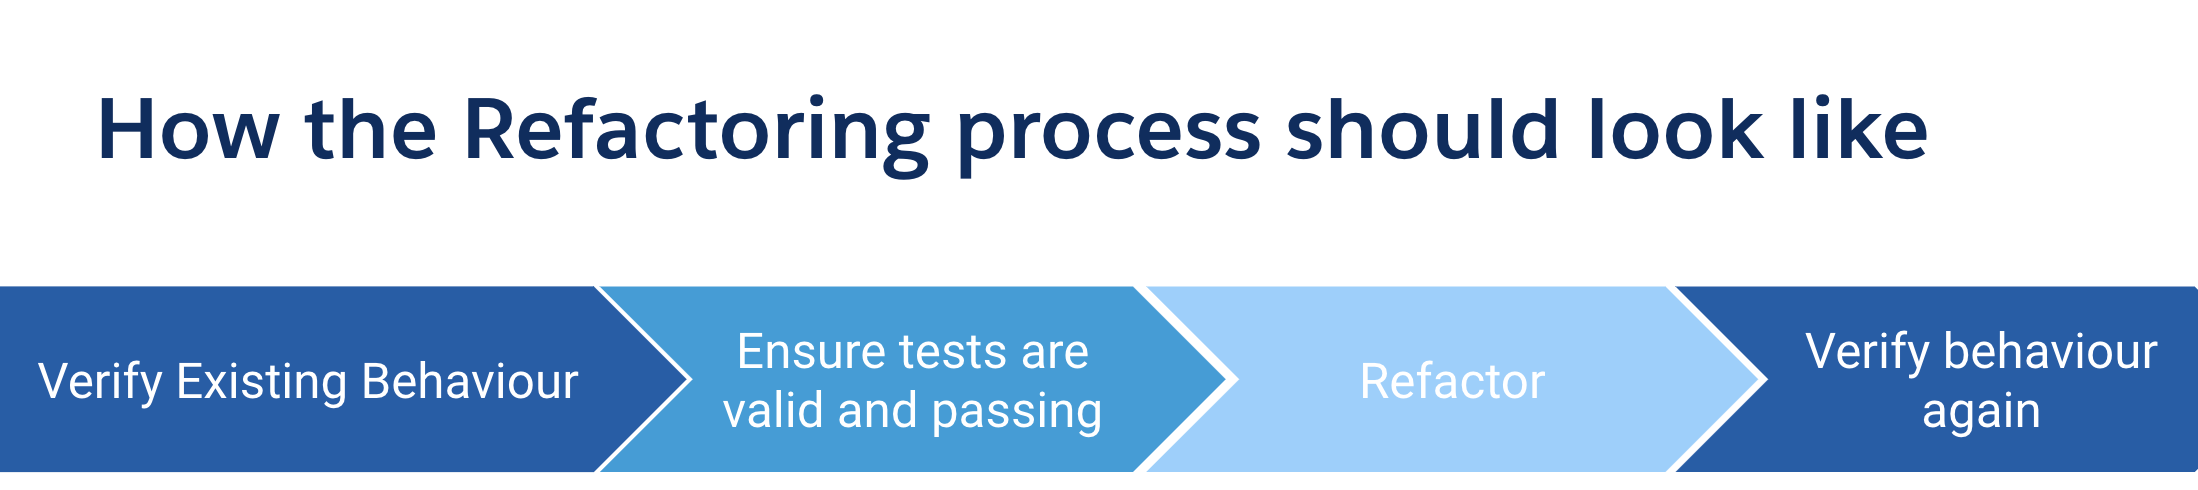 How the Refactoring process should look like
Verify Existing Behaviour
Ensure tests are
valid and passing
Refactor
Verify behaviour
again